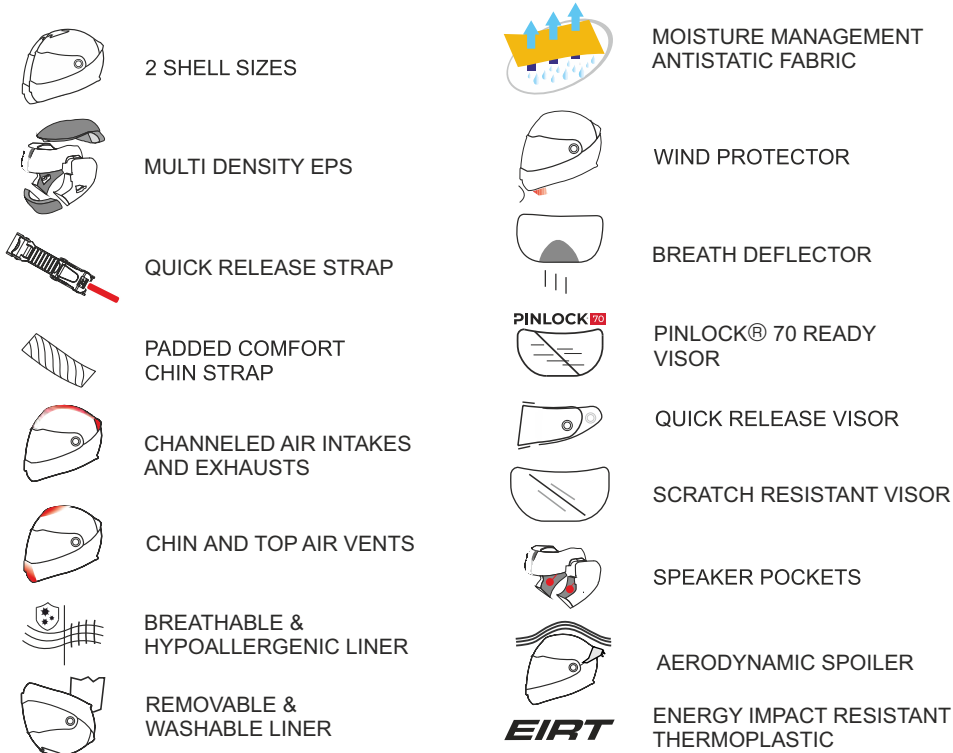 2 SHELL SIZES
MULTI DENSITY EPS
QUICK RELEASE STRAP
PADDED COMFORT
CHIN STRAP
CHANNELED AIR INTAKES
AND EXHAUSTS
CHIN AND TOP AIR VENTS
BREATHABLE &
HYPOALLERGENIC LINER
REMOVABLE &
WASHABLE LINER
MOISTURE MANAGEMENT
ANTISTATIC FABRIC
WIND PROTECTOR
BREATH DEFLECTOR
PINLOCK 70
PINLOCK® 70 READY
VISOR
QUICK RELEASE VISOR
SCRATCH RESISTANT VISOR
SPEAKER POCKETS
AERODYNAMIC SPOILER
EIRT
ENERGY IMPACT RESISTANT
THERMOPLASTIC